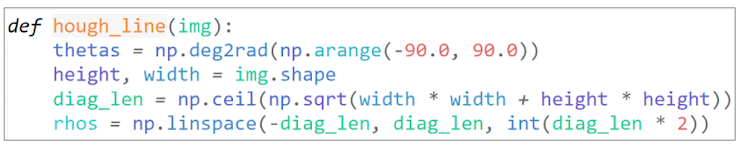 def hough_line(img):
    thetas = np.deg2rad(np.arange(-90.0, 90.0))
    height, width = img.shape
    diag_len = np.ceil(np.sqrt(width * width + height * height))
    rhos = np.linspace(-diag_len, diag_len, int(diag_len * 2))